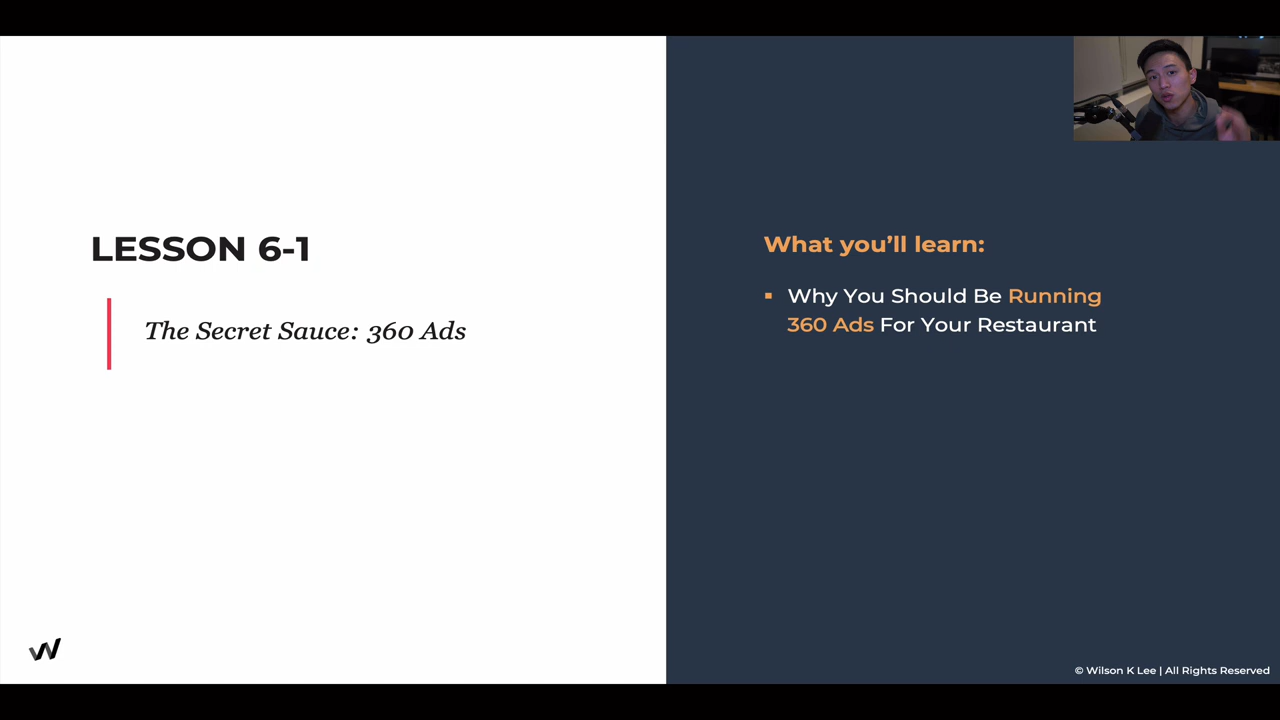 LESSON 6-1
The Secret Sauce: 360 Ads
What you’ll learn:
▪ Why You Should Be Running
360 Ads For Your Restaurant
© Wilson K Lee | All Rights Reserved